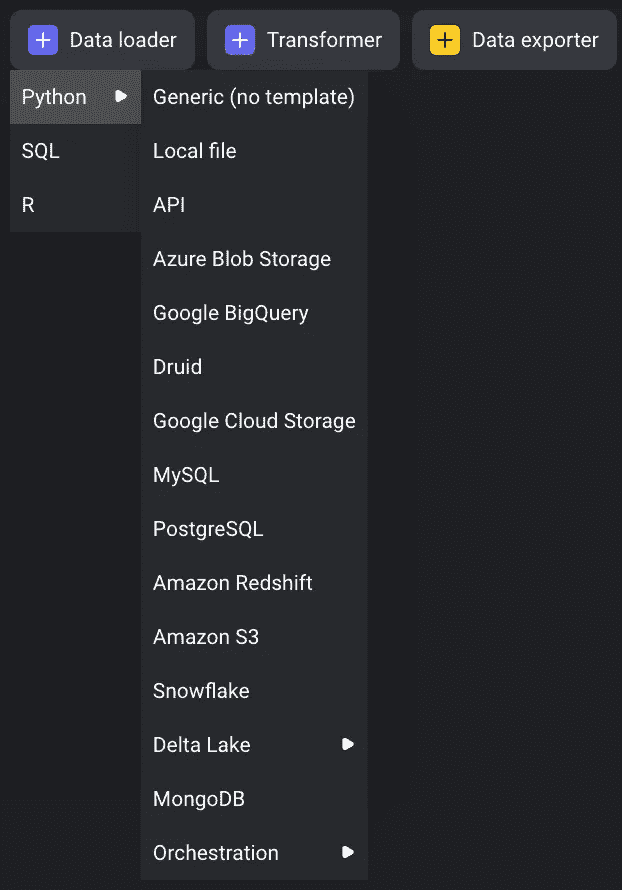 Data loader
Transformer
Data exporter
Python
SQL
R
Generic (no template)
Local file
API
Azure Blob Storage
Google BigQuery
Druid
Google Cloud Storage
MySQL
PostgreSQL
Amazon Redshift
Amazon S3
Snowflake
Delta Lake
MongoDB
Orchestration